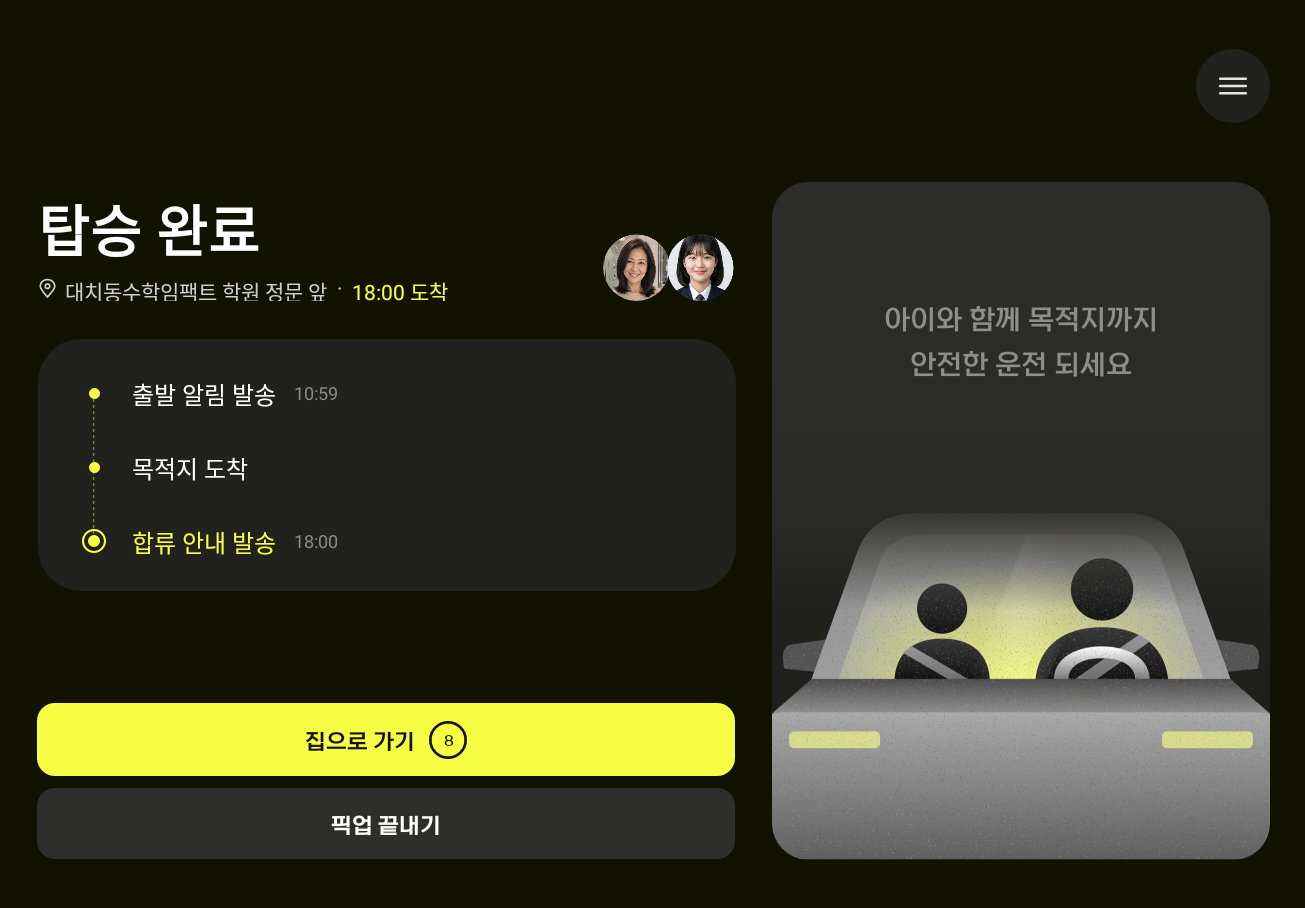 탑승 완료
대치동수학임팩트 학원 정문 앞 · 18:00 도착
출발 알림 발송 10:59
목적지 도착
합류 안내 발송 18:00
집으로 가기 8
픽업 끝내기
아이와 함께 목적지까지
안전한 운전 되세요